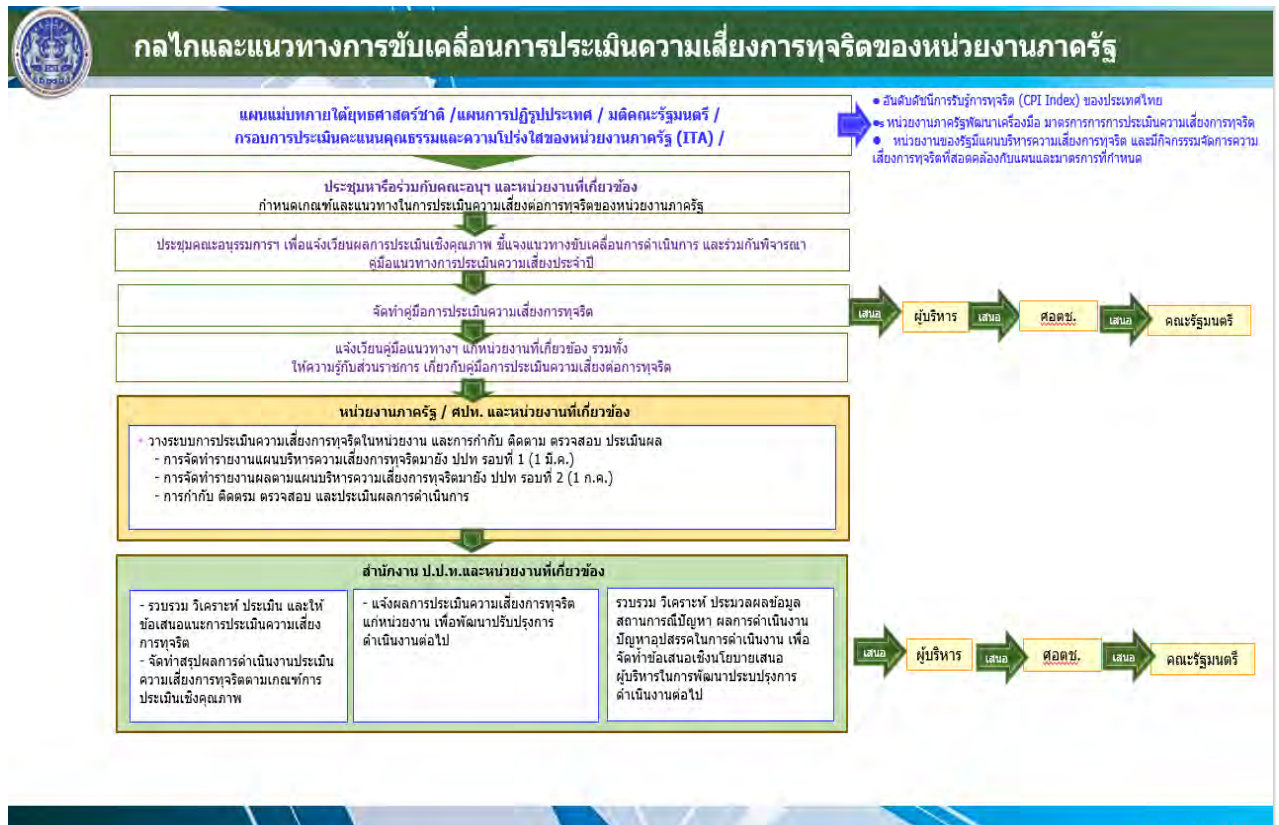 กลไกและแนวทางการขับเคลื่อนการประเมินความเสี่ยงการทุจริตของหน่วยงานภาครัฐ
แผนแม่บทภายใต้ยุทธศาสตร์ชาติ /แผนการปฏิรูปประเทศ / มติคณะรัฐมนตรี /
กรอบการประเมินคะแนนคุณธรรมและความโปร่งใสของหน่วยงานภาครัฐ (ITA) /
● อันดับดัชนีการรับรู้การทุจริต (CPI Index) ของประเทศไทย
●s หน่วยงานภาครัฐพัฒนาเครื่องมือ มาตรการการการประเมินความเสี่ยงการทุจริต
● หน่วยงานของรัฐมีแผนบริหารความเสี่ยงการทุจริต และมีกิจกรรรมจัดการความ
เสี่ยงการทุจริตที่สอดคล้องกับแผนและมาตรการที่กำหนด
ประชุมหารือร่วมกับคณะอนุฯ และหน่วยงานที่เกี่ยวข้อง
กำหนดเกณฑ์และแนวทางในการประเมินความเสี่ยงต่อการทุจริตของหน่วยงานภาครัฐ
ประชุมคณะอนุรรมการฯ เพื่อแจ้งเวียนผลการประเมินเชิงคุณภาพ ชี้แจงแนวทางขับเคลื่อนการดำเนินการ และร่วมกันพิจารณา
คู่มือแนวทางการประเมินความเสี่ยงประจำปี
จัดทำคู่มือการประเมินความเสี่ยงการทุจริต
เสนอ
ผู้บริหาร
เสนอ
ศอตช.
เสนอ
คณะรัฐมนตรี
แจ้งเวียนคู่มือแนวทางฯ แก่หน่วยงานที่เกี่ยวข้อง รวมทั้ง
ให้ความรู้กับส่วนราชการ เกี่ยวกับคู่มือการประเมินความเสี่ยงต่อการทุจริต
หน่วยงานภาครัฐ / ศปท. และหน่วยงานที่เกี่ยวข้อง
• วางระบบการประเมินความเสี่ยงการทุจริตในหน่วยงาน และการกำกับ ติดตาม ตรวจสอบ ประเมินผล
- การจัดทำรายงานแผนบริหารความเสี่ยงการทุจริตมายัง ปปท รอบที่ 1 (1 มี.ค.)
- การจัดทำรายงานผลตามแผนบริหารความเสี่ยงการทุจริตมายัง ปปท รอบที่ 2 (1 ก.ค.)
- การกำกับ ติดตรม ตรวจสอบ และประเมินผลการดำเนินการ
สำนักงาน ป.ป.ท.และหน่วยงานที่เกี่ยวข้อง
- รวบรวม วิเคราะห์ ประเมิน และให้
ข้อเสนอแนะการประเมินความเสี่ยง
การทุจริต
- จัดทำสรุปผลการดำเนินงานประเมิน
ความเสี่ยงการทุจริตตามเกณฑ์การ
ประเมินเชิงคุณภาพ
- แจ้งผลการประเมินความเสี่ยงการทุจริต
แก่หน่วยงาน เพื่อพัฒนาปรับปรุงการ
ดำเนินงานต่อไป
รวบรวม วิเคราะห์ ประมวลผลข้อมูล
สถานการณ์ปัญหา ผลการดำเนินงาน
ปัญหาอุปสรรคในการดำเนินงาน เพื่อ
จัดทำข้อเสนอเชิงนโยบายเสนอ
ผู้บริหารในการพัฒนาประบปรุงการ
ดำเนินงานต่อไป
เสนอ
ผู้บริหาร
เสนอ
ศอตช.
เสนอ
คณะรัฐมนตรี